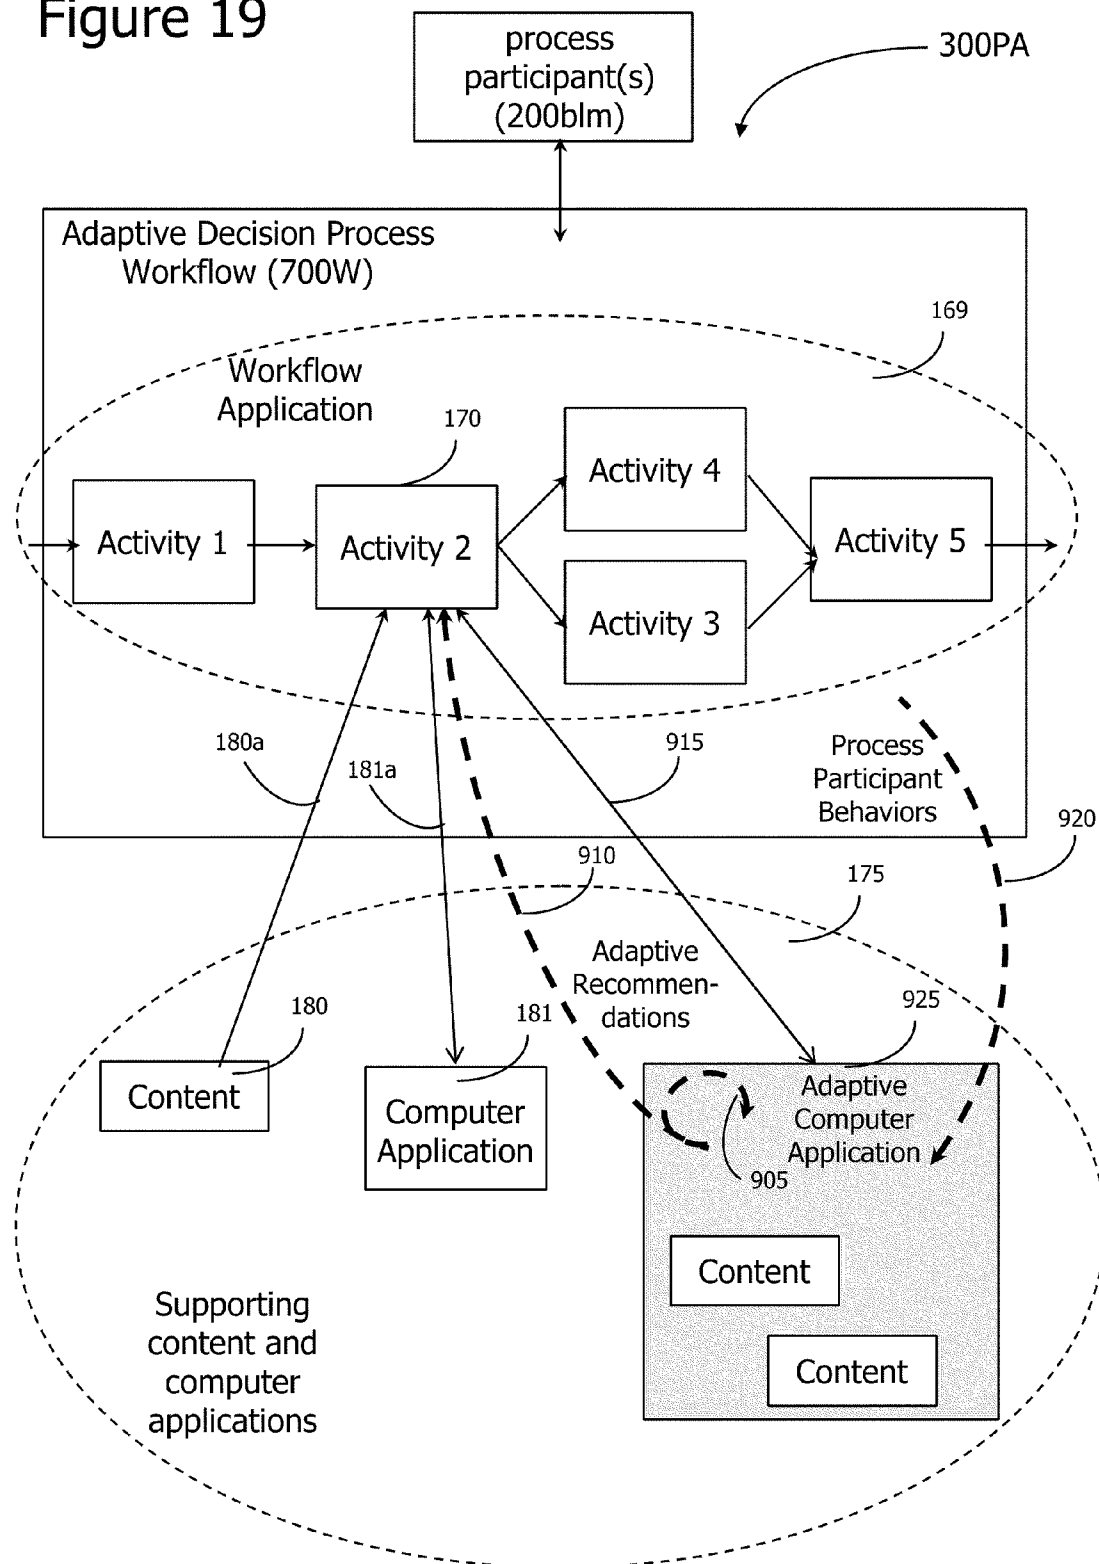 Figure 19
process
participant(s)
(200blm)
300PA
Adaptive Decision Process
Workflow (700W)
169
Workflow
Application
170
Activity 4
Activity 1
Activity 2
Activity 5
Activity 3
180a
181a
915
Process
Participant
Behaviors
920
910
175
Adaptive
Recommen-
dations
180
181
925
Content
Computer
Application
Adaptive
Computer
Application
905
Content
Content
Supporting
content and
computer
applications